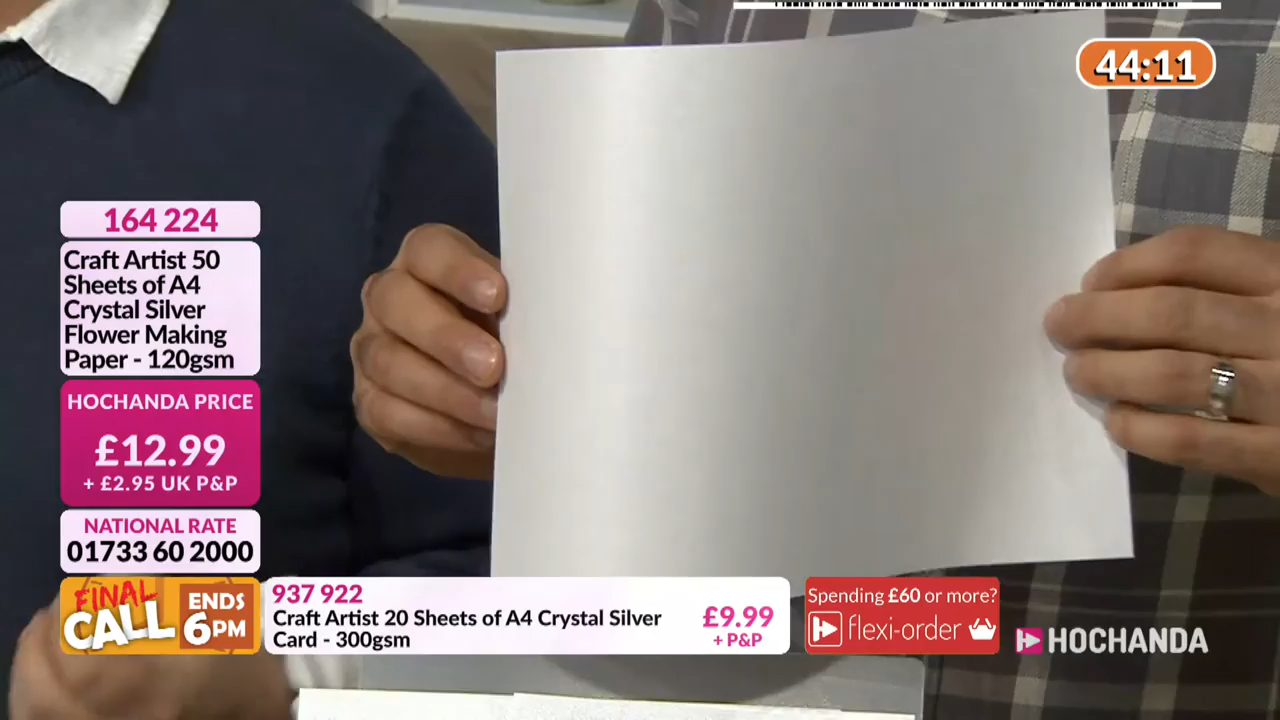 44:11
164 224
Craft Artist 50
Sheets of A4
Crystal Silver
Flower Making
Paper - 120gsm
HOCHANDA PRICE
£12.99
+ £2.95 UK P&P
NATIONAL RATE
01733 60 2000
FINAL
CALL
ENDS
6PM
937 922
Craft Artist 20 Sheets of A4 Crystal Silver
Card - 300gsm
£9.99
+ P&P
Spending £60 or more?
flexi-order
HOCHANDA